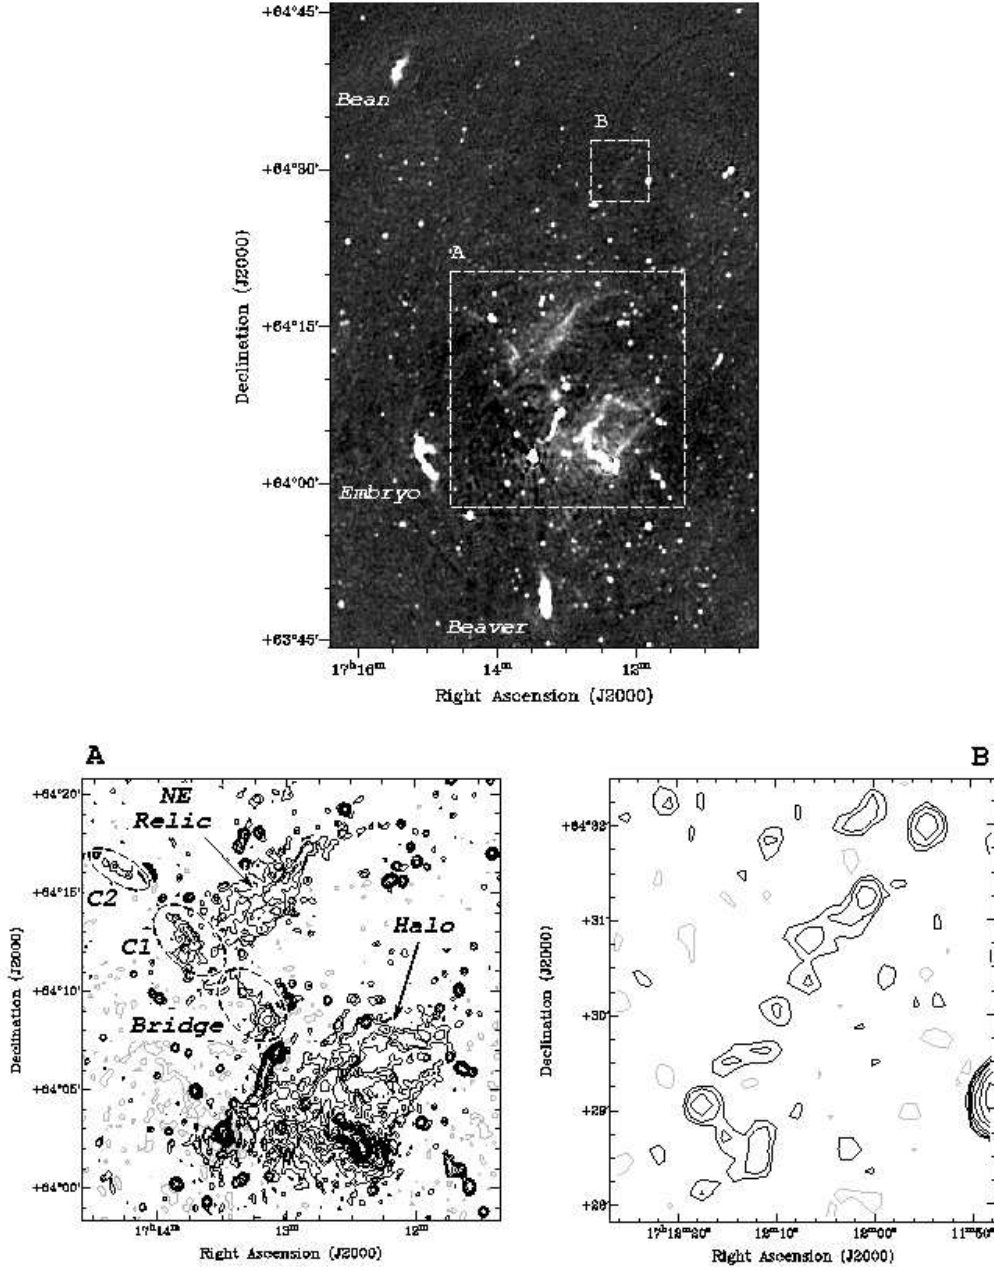 +64°45'
Bean
B
+64°30'
A
Declination (J2000)
+64°15'
Embryo
+64°00'
Beaver
+63°45'
17ʰ16ᵐ 14ᵐ 12ᵐ
Right Ascension (J2000)
A
+64°20'
NE
Relic
+64°15'
C2
C1
Halo
Declination (J2000)
+64°10'
Bridge
+64°05'
+64°00'
17ʰ14ᵐ 13ᵐ 12ᵐ
Right Ascension (J2000)
B
+64°32'
+31'
Declination (J2000)
+30'
+29'
+28'
17ʰ12ᵐ20ˢ 12ᵐ10ˢ 12ᵐ00ˢ 11ᵐ50ˢ
Right Ascension (J2000)